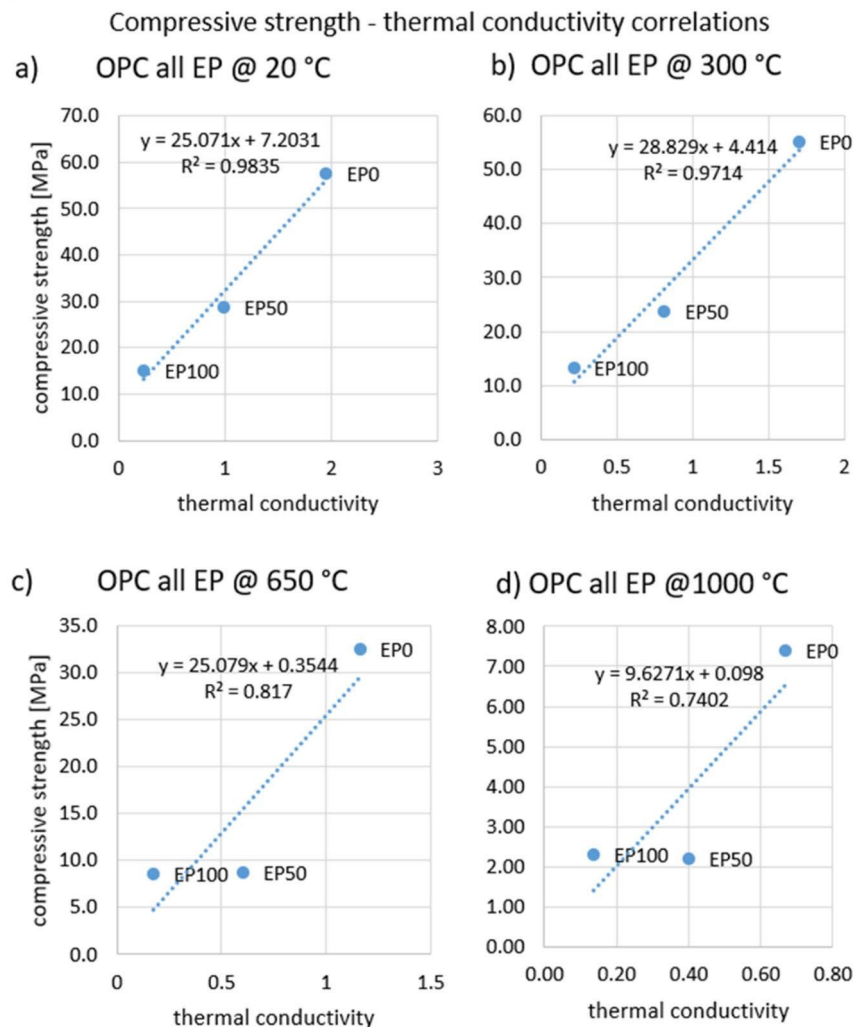 Compressive strength - thermal conductivity correlations
a) OPC all EP @ 20 °C
70.0
60.0
50.0
40.0
30.0
20.0
10.0
0.0
compressive strength [MPa]
y = 25.071x + 7.2031
R² = 0.9835
EP0
EP50
EP100
0 1 2 3
thermal conductivity
b) OPC all EP @ 300 °C
60.0
50.0
40.0
30.0
20.0
10.0
0.0
y = 28.829x + 4.414
R² = 0.9714
EP0
EP50
EP100
0 0.5 1 1.5 2
thermal conductivity
c) OPC all EP @ 650 °C
35.0
30.0
25.0
20.0
15.0
10.0
5.0
0.0
compressive strength [MPa]
y = 25.079x + 0.3544
R² = 0.817
EP0
EP100 EP50
0 0.5 1 1.5
thermal conductivity
d) OPC all EP @1000 °C
8.00
7.00
6.00
5.00
4.00
3.00
2.00
1.00
0.00
y = 9.6271x + 0.098
R² = 0.7402
EP0
EP100 EP50
0.00 0.20 0.40 0.60 0.80
thermal conductivity